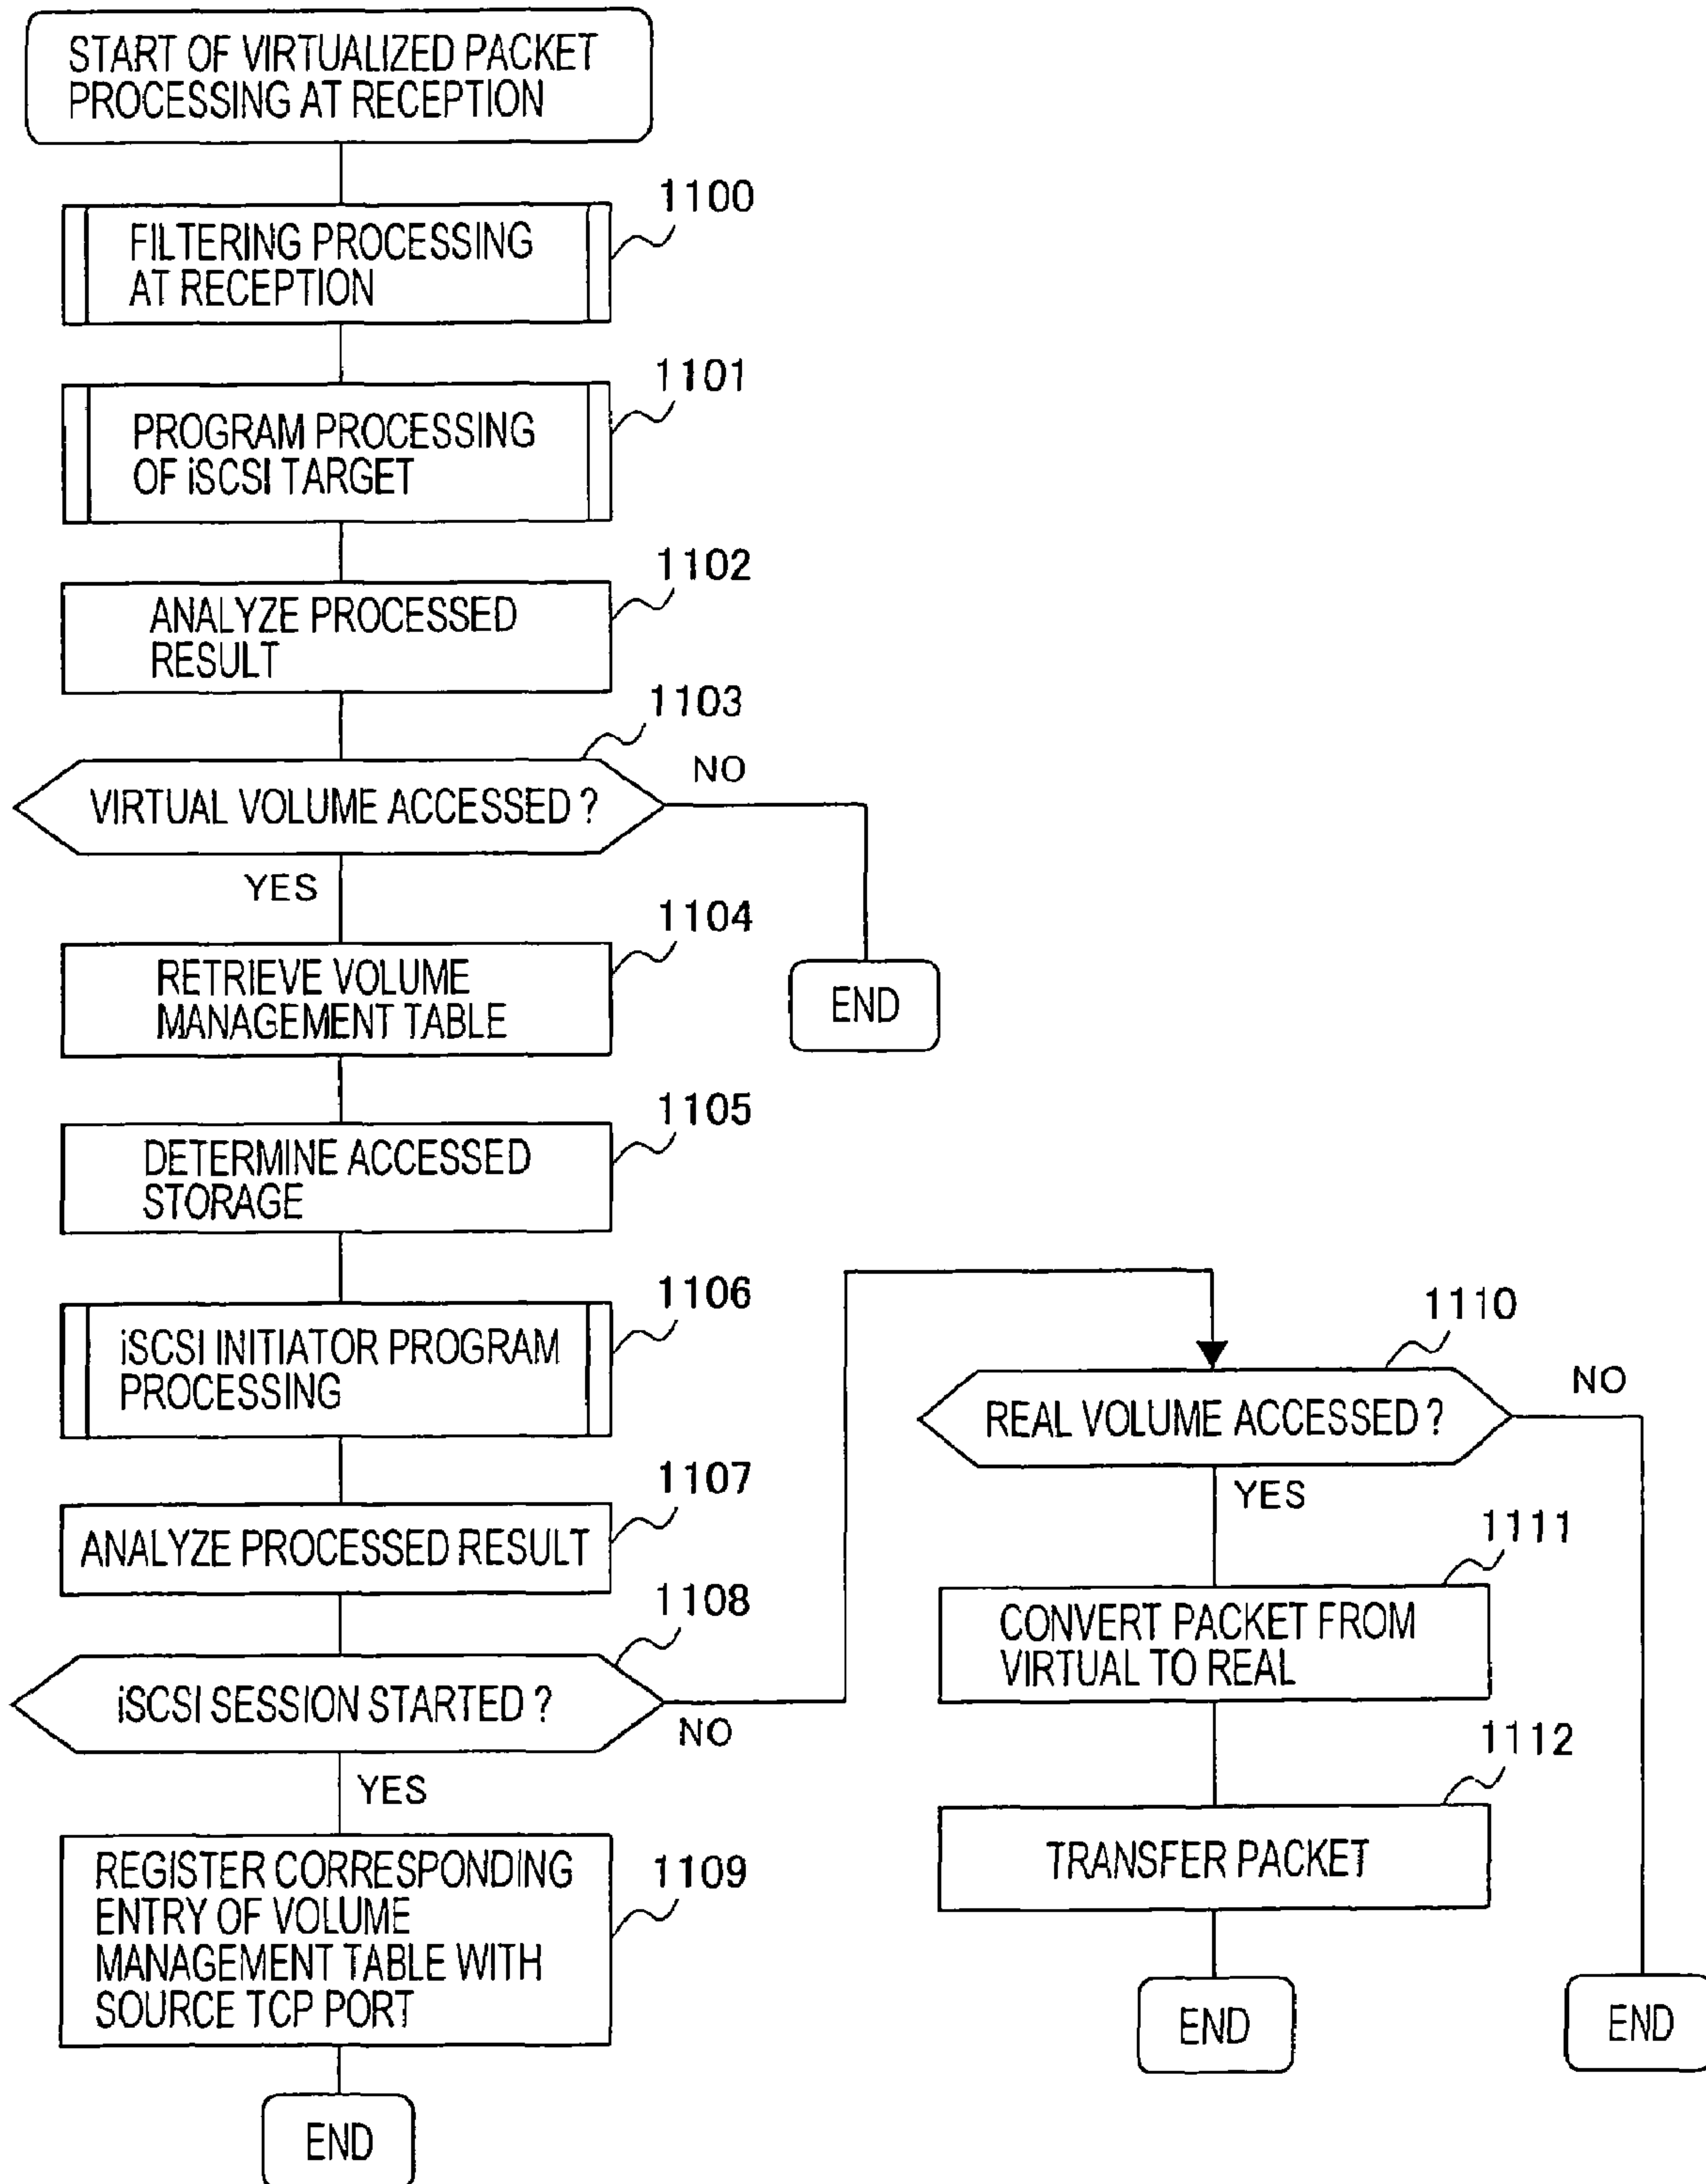 START OF VIRTUALIZED PACKET
PROCESSING AT RECEPTION
1100
FILTERING PROCESSING
AT RECEPTION
1101
PROGRAM PROCESSING
OF iSCSI TARGET
1102
ANALYZE PROCESSED
RESULT
1103
VIRTUAL VOLUME ACCESSED ?
NO
YES
END
1104
RETRIEVE VOLUME
MANAGEMENT TABLE
1105
DETERMINE ACCESSED
STORAGE
1106
iSCSI INITIATOR PROGRAM
PROCESSING
1107
ANALYZE PROCESSED RESULT
1108
iSCSI SESSION STARTED ?
NO
YES
1109
REGISTER CORRESPONDING
ENTRY OF VOLUME
MANAGEMENT TABLE WITH
SOURCE TCP PORT
END
1110
REAL VOLUME ACCESSED ?
NO
YES
1111
CONVERT PACKET FROM
VIRTUAL TO REAL
1112
TRANSFER PACKET
END
END